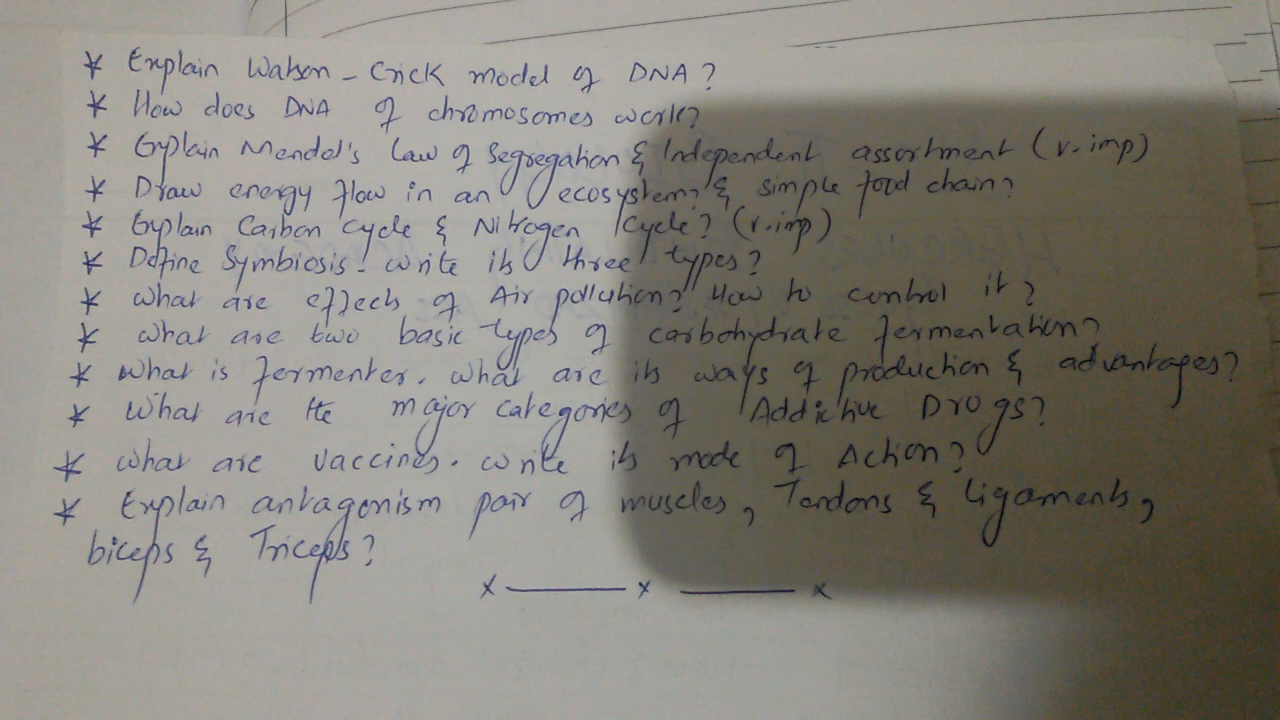 * Explain Watson - Crick model of DNA?
* How does DNA of chromosomes work?
* Explain Mendel's Law of Segregation & Independent assortment (v.imp)
* Draw energy flow in an ecosystem? & simple food chain?
* Explain Carbon Cycle & Nitrogen Cycle? (v.imp)
* Define Symbiosis. write its three types?
* what are effects of Air pollution? How to control it?
* what are two basic types of carbohydrate fermentation?
* what is fermenter. what are its ways of production & advantages?
* what are the major categories of Addictive Drogs?
* what are vaccines. write its mode of Action?
* Explain antagonism pair of muscles, Tendons & ligaments,
biceps & Triceps?
x ——— x ——— x